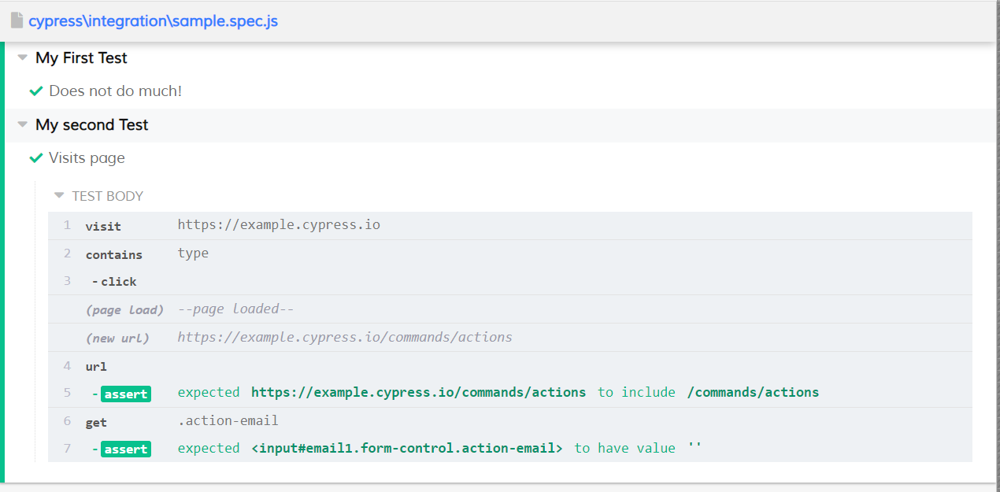 cypress\integration\sample.spec.js
My First Test
Does not do much!
My second Test
Visits page
TEST BODY
1 visit https://example.cypress.io
2 contains type
3 -click
(page load) --page loaded--
(new url) https://example.cypress.io/commands/actions
4 url
5 -assert expected https://example.cypress.io/commands/actions to include /commands/actions
6 get .action-email
7 -assert expected <input#email1.form-control.action-email> to have value ''